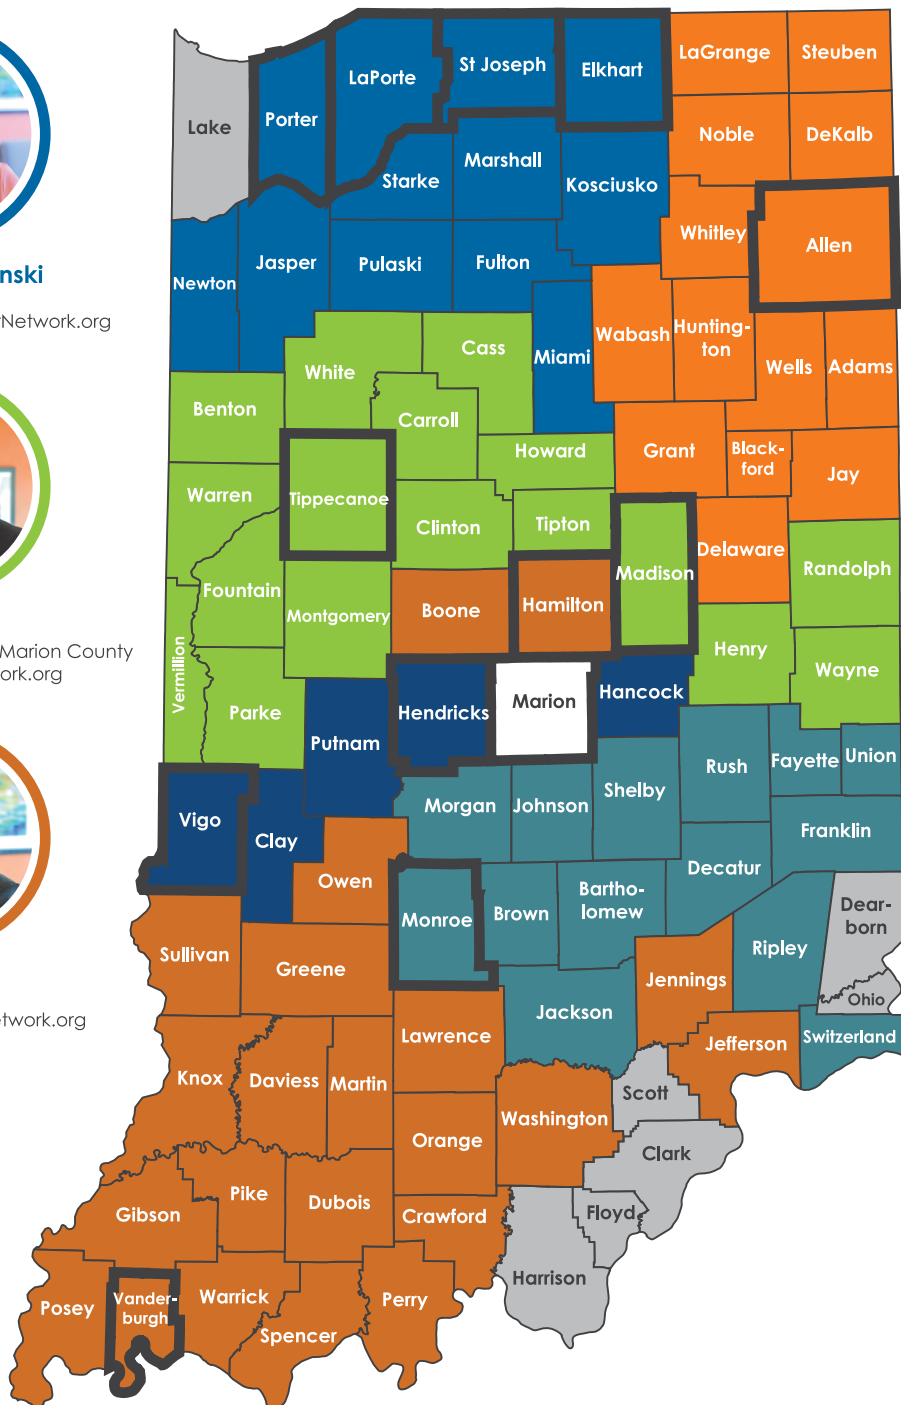 nski
Network.org
Marion County
ork.org
etwork.org
Lake
Porter
LaPorte
St Joseph
Elkhart
LaGrange
Steuben
Noble
DeKalb
Starke
Marshall
Kosciusko
Whitley
Allen
Newton
Jasper
Pulaski
Fulton
Miami
Wabash
Hunting-
ton
Wells
Adams
White
Cass
Benton
Carroll
Howard
Grant
Black-
ford
Jay
Warren
Tippecanoe
Clinton
Tipton
Madison
Delaware
Randolph
Fountain
Montgomery
Boone
Hamilton
Henry
Wayne
Vermillion
Parke
Putnam
Hendricks
Marion
Hancock
Rush
Fayette
Union
Vigo
Clay
Morgan
Johnson
Shelby
Franklin
Owen
Monroe
Brown
Bartho-
lomew
Decatur
Dear-
born
Ripley
Ohio
Sullivan
Greene
Jennings
Jackson
Lawrence
Jefferson
Switzerland
Knox
Daviess
Martin
Scott
Washington
Orange
Clark
Gibson
Pike
Dubois
Crawford
Floyd
Harrison
Posey
Vander-
burgh
Warrick
Spencer
Perry